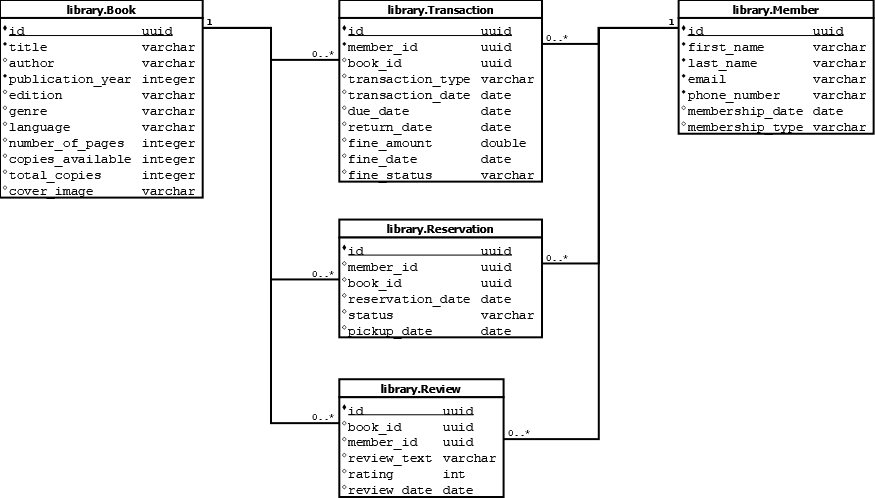 library.Book
id uuid
title varchar
author varchar
publication_year integer
edition varchar
genre varchar
language varchar
number_of_pages integer
copies_available integer
total_copies integer
cover_image varchar
1
0..*
0..*
0..*
library.Transaction
id uuid
member_id uuid
book_id uuid
transaction_type varchar
transaction_date date
due_date date
return_date date
fine_amount double
fine_date date
fine_status varchar
0..*
library.Reservation
id uuid
member_id uuid
book_id uuid
reservation_date date
status varchar
pickup_date date
0..*
library.Review
id uuid
book_id uuid
member_id uuid
review_text varchar
rating int
review_date date
0..*
1
library.Member
id uuid
first_name varchar
last_name varchar
email varchar
phone_number varchar
membership_date date
membership_type varchar